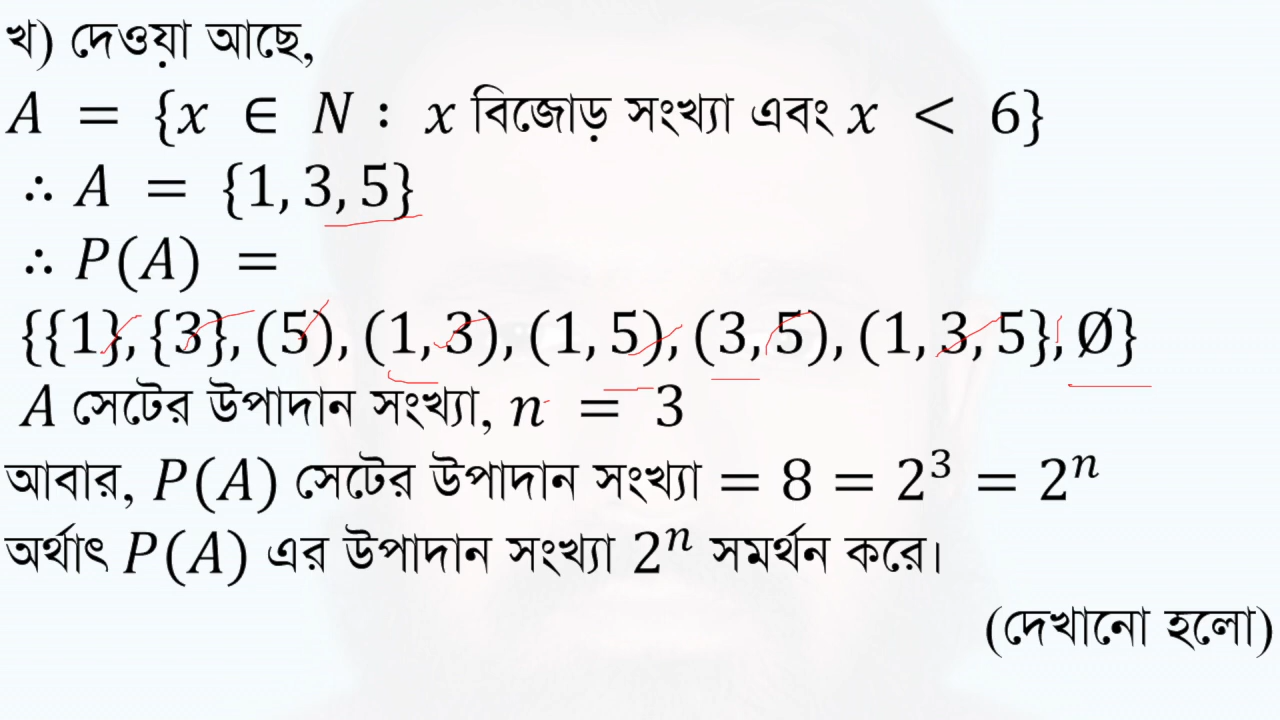 খ) দেওয়া আছে,
A = {x ∈ N : x বিজোড় সংখ্যা এবং x < 6}
∴ A = {1, 3, 5}
∴ P(A) =
{{1}, {3}, (5), (1, 3), (1, 5), (3, 5), (1, 3, 5}, Ø}
A সেটের উপাদান সংখ্যা, n = 3
আবার, P(A) সেটের উপাদান সংখ্যা = 8 = 2³ = 2ⁿ
অর্থাৎ P(A) এর উপাদান সংখ্যা 2ⁿ সমর্থন করে।
(দেখানো হলো)